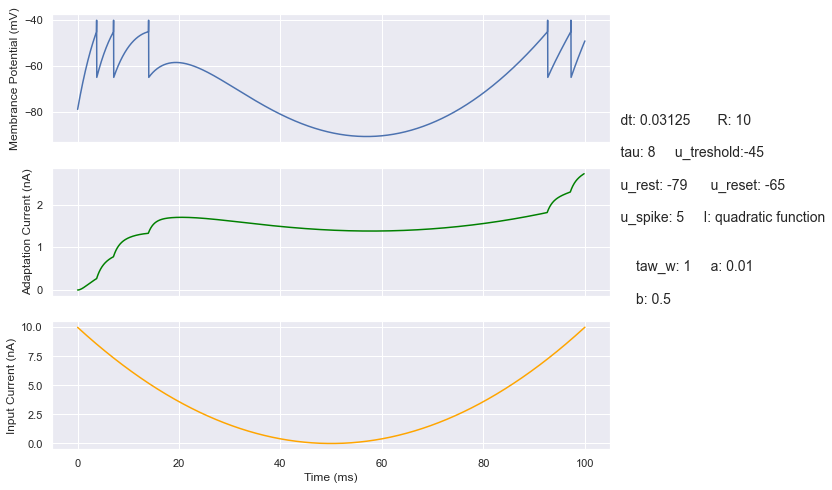 Membrance Potential (mV)
−40
−60
−80
Adaptation Current (nA)
2
1
0
Input Current (nA)
10.0
7.5
5.0
2.5
0.0
0 20 40 60 80 100
Time (ms)
dt: 0.03125 R: 10
tau: 8 u_treshold:-45
u_rest: -79 u_reset: -65
u_spike: 5 I: quadratic function
taw_w: 1 a: 0.01
b: 0.5